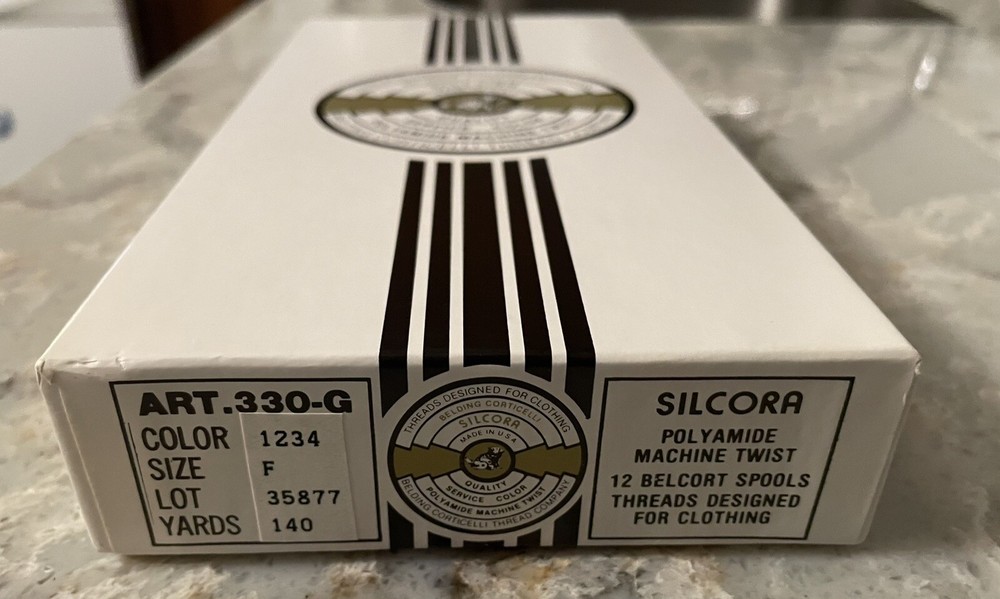 ART.330-G
COLOR 1234
SIZE F
LOT 35877
YARDS 140
THREADS DESIGNED FOR CLOTHING
BELDING CORTICELLI
SILCORA
MADE IN U.S.A.
QUALITY
SERVICE COLOR
POLYAMIDE MACHINE TWIST
BELDING CORTICELLI THREAD COMPANY
SILCORA
POLYAMIDE
MACHINE TWIST
12 BELCORT SPOOLS
THREADS DESIGNED
FOR CLOTHING